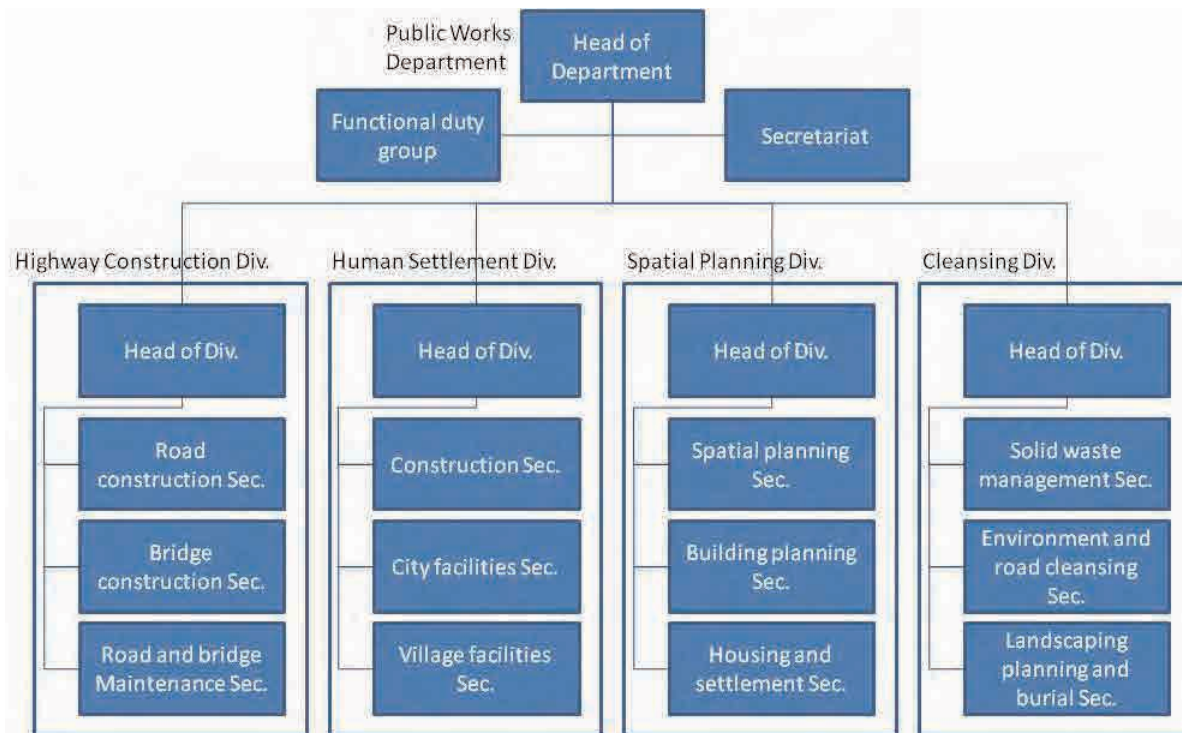 Public Works
Department
Head of
Department
Functional duty
group
Secretariat
Highway Construction Div.
Human Settlement Div.
Spatial Planning Div.
Cleansing Div.
Head of Div.
Head of Div.
Head of Div.
Head of Div.
Road
construction Sec.
Construction Sec.
Spatial planning
Sec.
Solid waste
management Sec.
Bridge
construction Sec.
City facilities Sec.
Building planning
Sec.
Environment and
road cleansing
Sec.
Road and bridge
Maintenance Sec.
Village facilities
Sec.
Housing and
settlement Sec.
Landscaping
planning and
burial Sec.